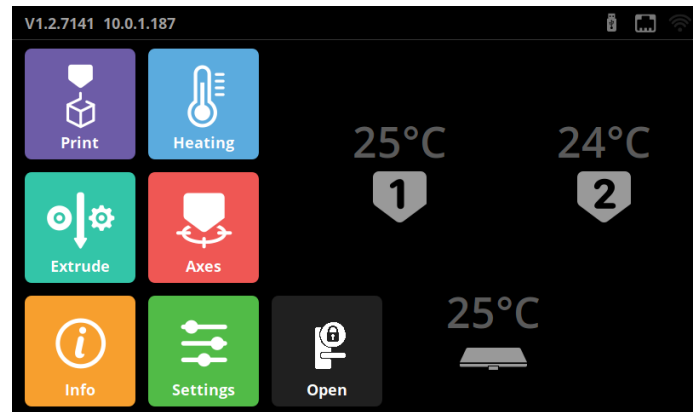 V1.2.7141 10.0.1.187
Print
Heating
25°C
24°C
1
2
Extrude
Axes
25°C
i
Info
Settings
Open